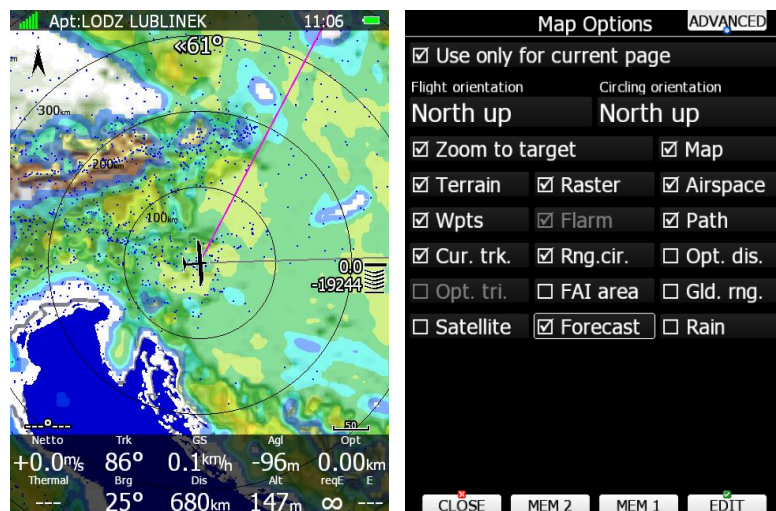 Apt:LODZ LUBLINEK 11:06
<<61°
300km
200km
100km
0.0
-19244
50
Netto Trk GS Agl Opt
+0.0m/s 86° 0.1km/h -96m 0.00km
Thermal Brg Dis Alt reqE E
--- 25° 680km 147m ∞ ---
Map Options ADVANCED
Use only for current page
Flight orientation Circling orientation
North up North up
Zoom to target Map
Terrain Raster Airspace
Wpts Flarm Path
Cur. trk. Rng.cir. Opt. dis.
Opt. tri. FAI area Gld. rng.
Satellite Forecast Rain
CLOSE MEM 2 MEM 1 EDIT